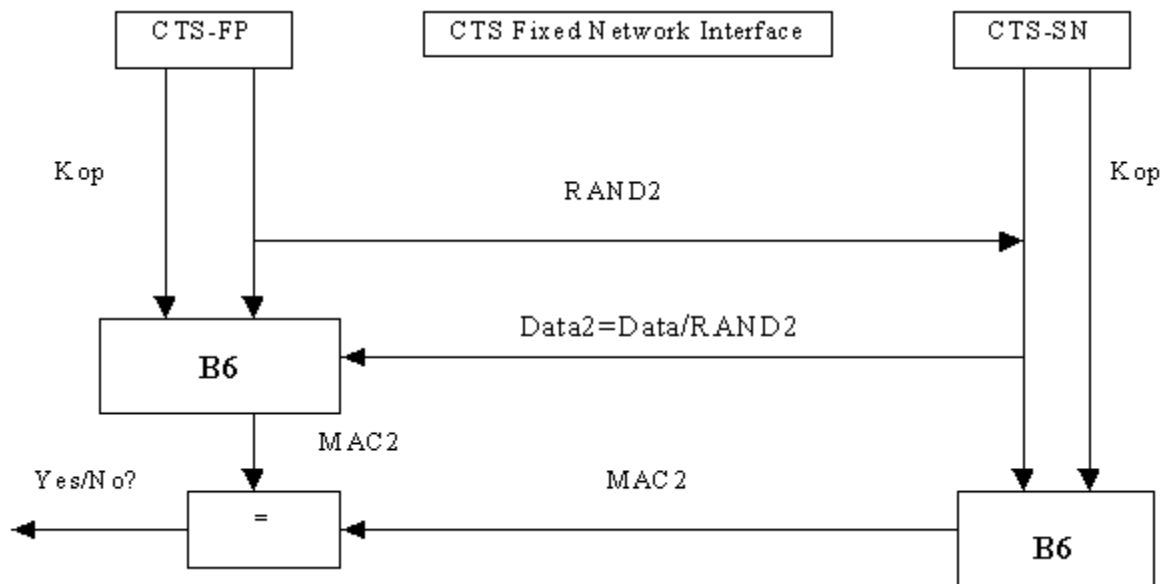 CTS-FP
CTS Fixed Network Interface
CTS-SN
Kop
Kop
RAND2
Data2=Data/RAND2
B6
MAC2
Yes/No?
MAC2
=
B6